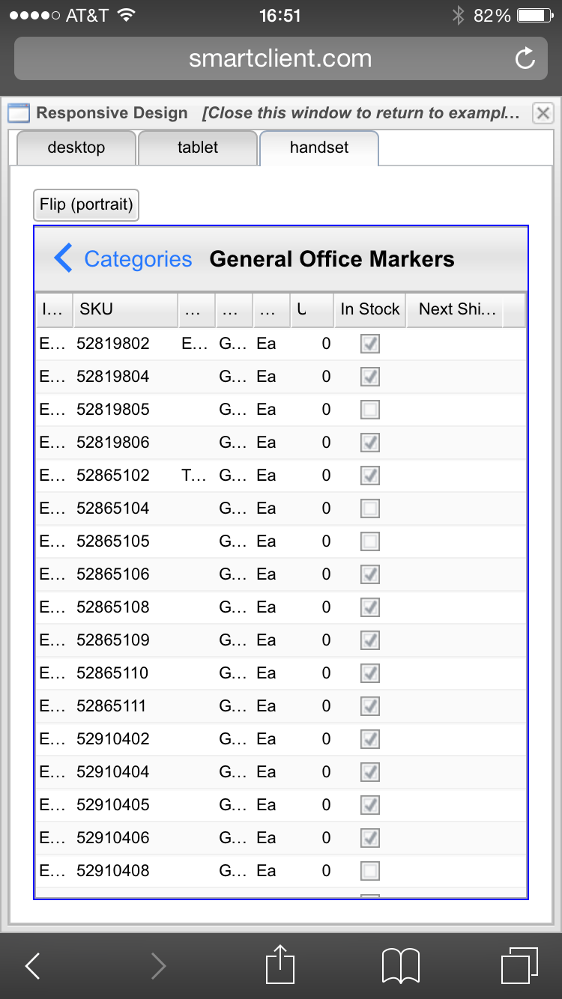 AT&T 16:51 82%
smartclient.com
Responsive Design [Close this window to return to exampl...
desktop tablet handset
Flip (portrait)
Categories General Office Markers
I... SKU ... ... ... U In Stock Next Shi...
E... 52819802 E... G... Ea 0
E... 52819804 G... Ea 0
E... 52819805 G... Ea 0
E... 52819806 G... Ea 0
E... 52865102 T... G... Ea 0
E... 52865104 G... Ea 0
E... 52865105 G... Ea 0
E... 52865106 G... Ea 0
E... 52865108 G... Ea 0
E... 52865109 G... Ea 0
E... 52865110 G... Ea 0
E... 52865111 G... Ea 0
E... 52910402 G... Ea 0
E... 52910404 G... Ea 0
E... 52910405 G... Ea 0
E... 52910406 G... Ea 0
E... 52910408 G... Ea 0